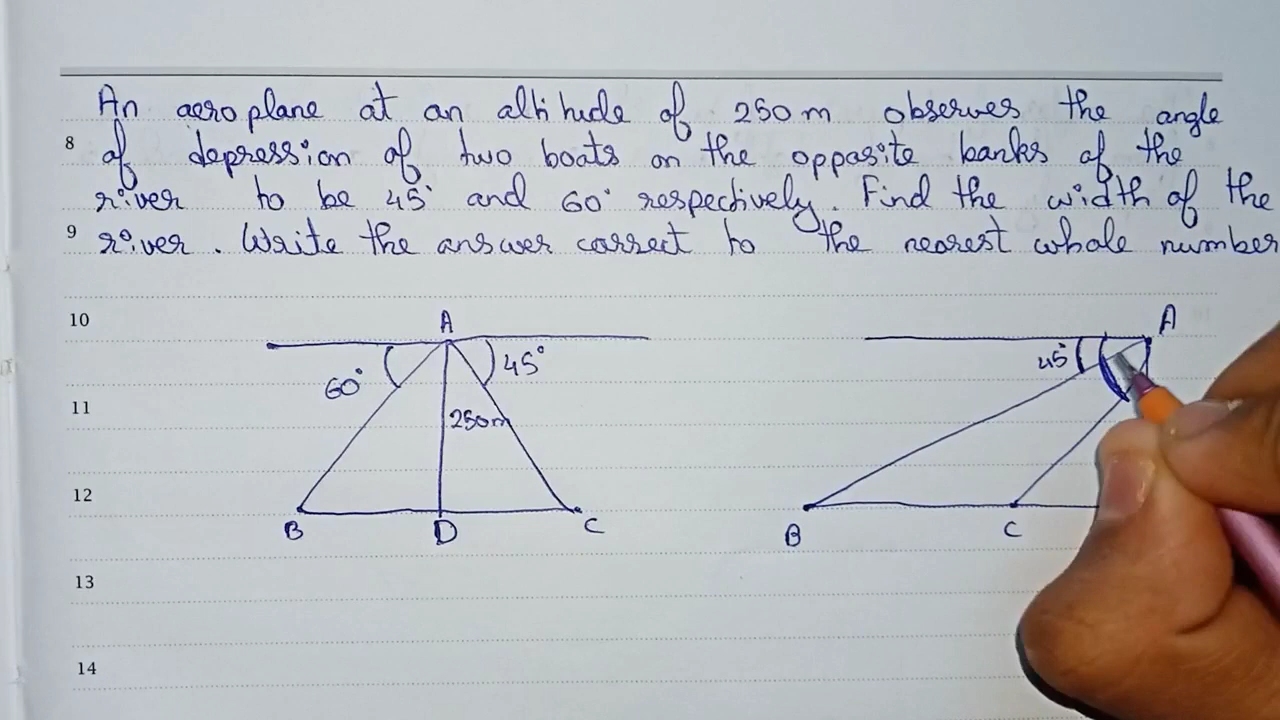 An aeroplane at an altitude of 250m observes the angle
8
of depression of two boats on the opposite banks of the
river to be 45° and 60° respectively. Find the width of the
9
river. Write the answer correct to the nearest whole number
10
A
A
60°
45°
45°
11
250m
12
B
D
C
B
C
13
14